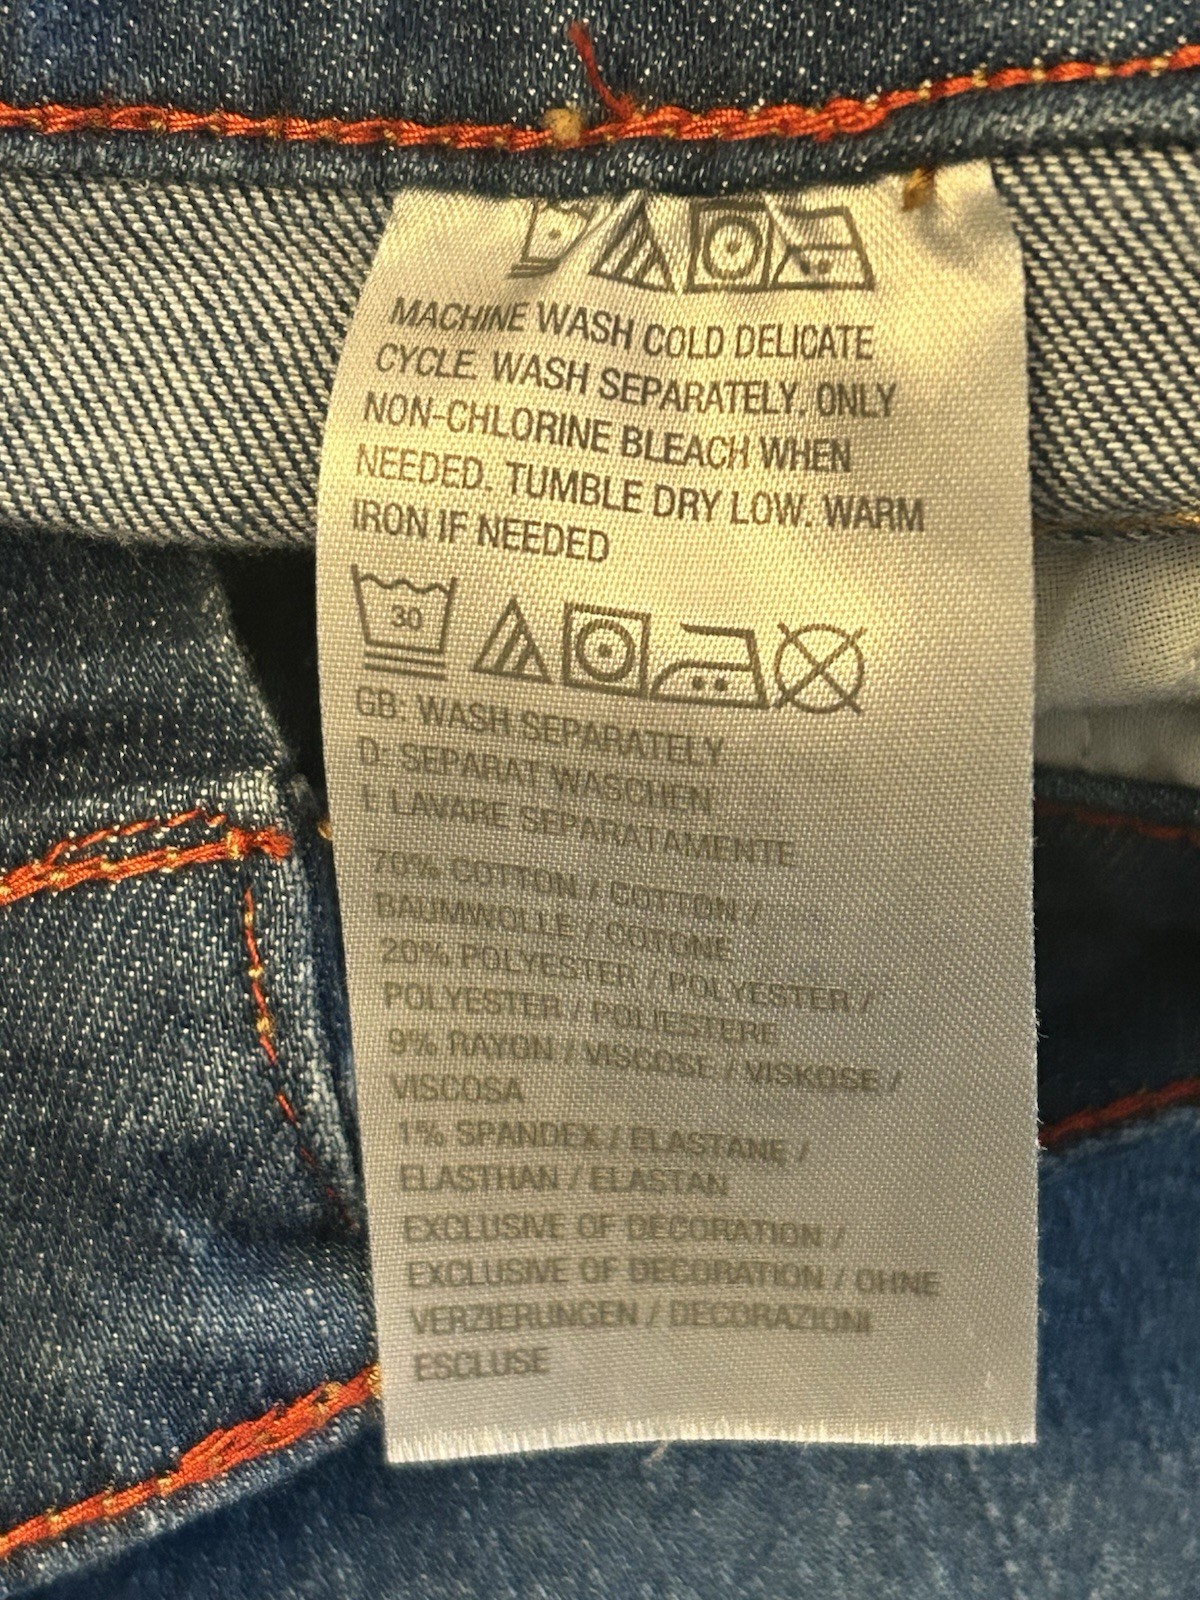 MACHINE WASH COLD DELICATE
CYCLE. WASH SEPARATELY. ONLY
NON-CHLORINE BLEACH WHEN
NEEDED. TUMBLE DRY LOW. WARM
IRON IF NEEDED
30
GB: WASH SEPARATELY
D: SEPARAT WASCHEN
I: LAVARE SEPARATAMENTE
70% COTTON / COTTON /
BAUMWOLLE / COTONE
20% POLYESTER / POLYESTER /
POLYESTER / POLIESTERE
9% RAYON / VISCOSE / VISKOSE /
VISCOSA
1% SPANDEX / ELASTANE /
ELASTHAN / ELASTAN
EXCLUSIVE OF DECORATION /
EXCLUSIVE OF DECORATION / OHNE
VERZIERUNGEN / DECORAZIONI
ESCLUSE